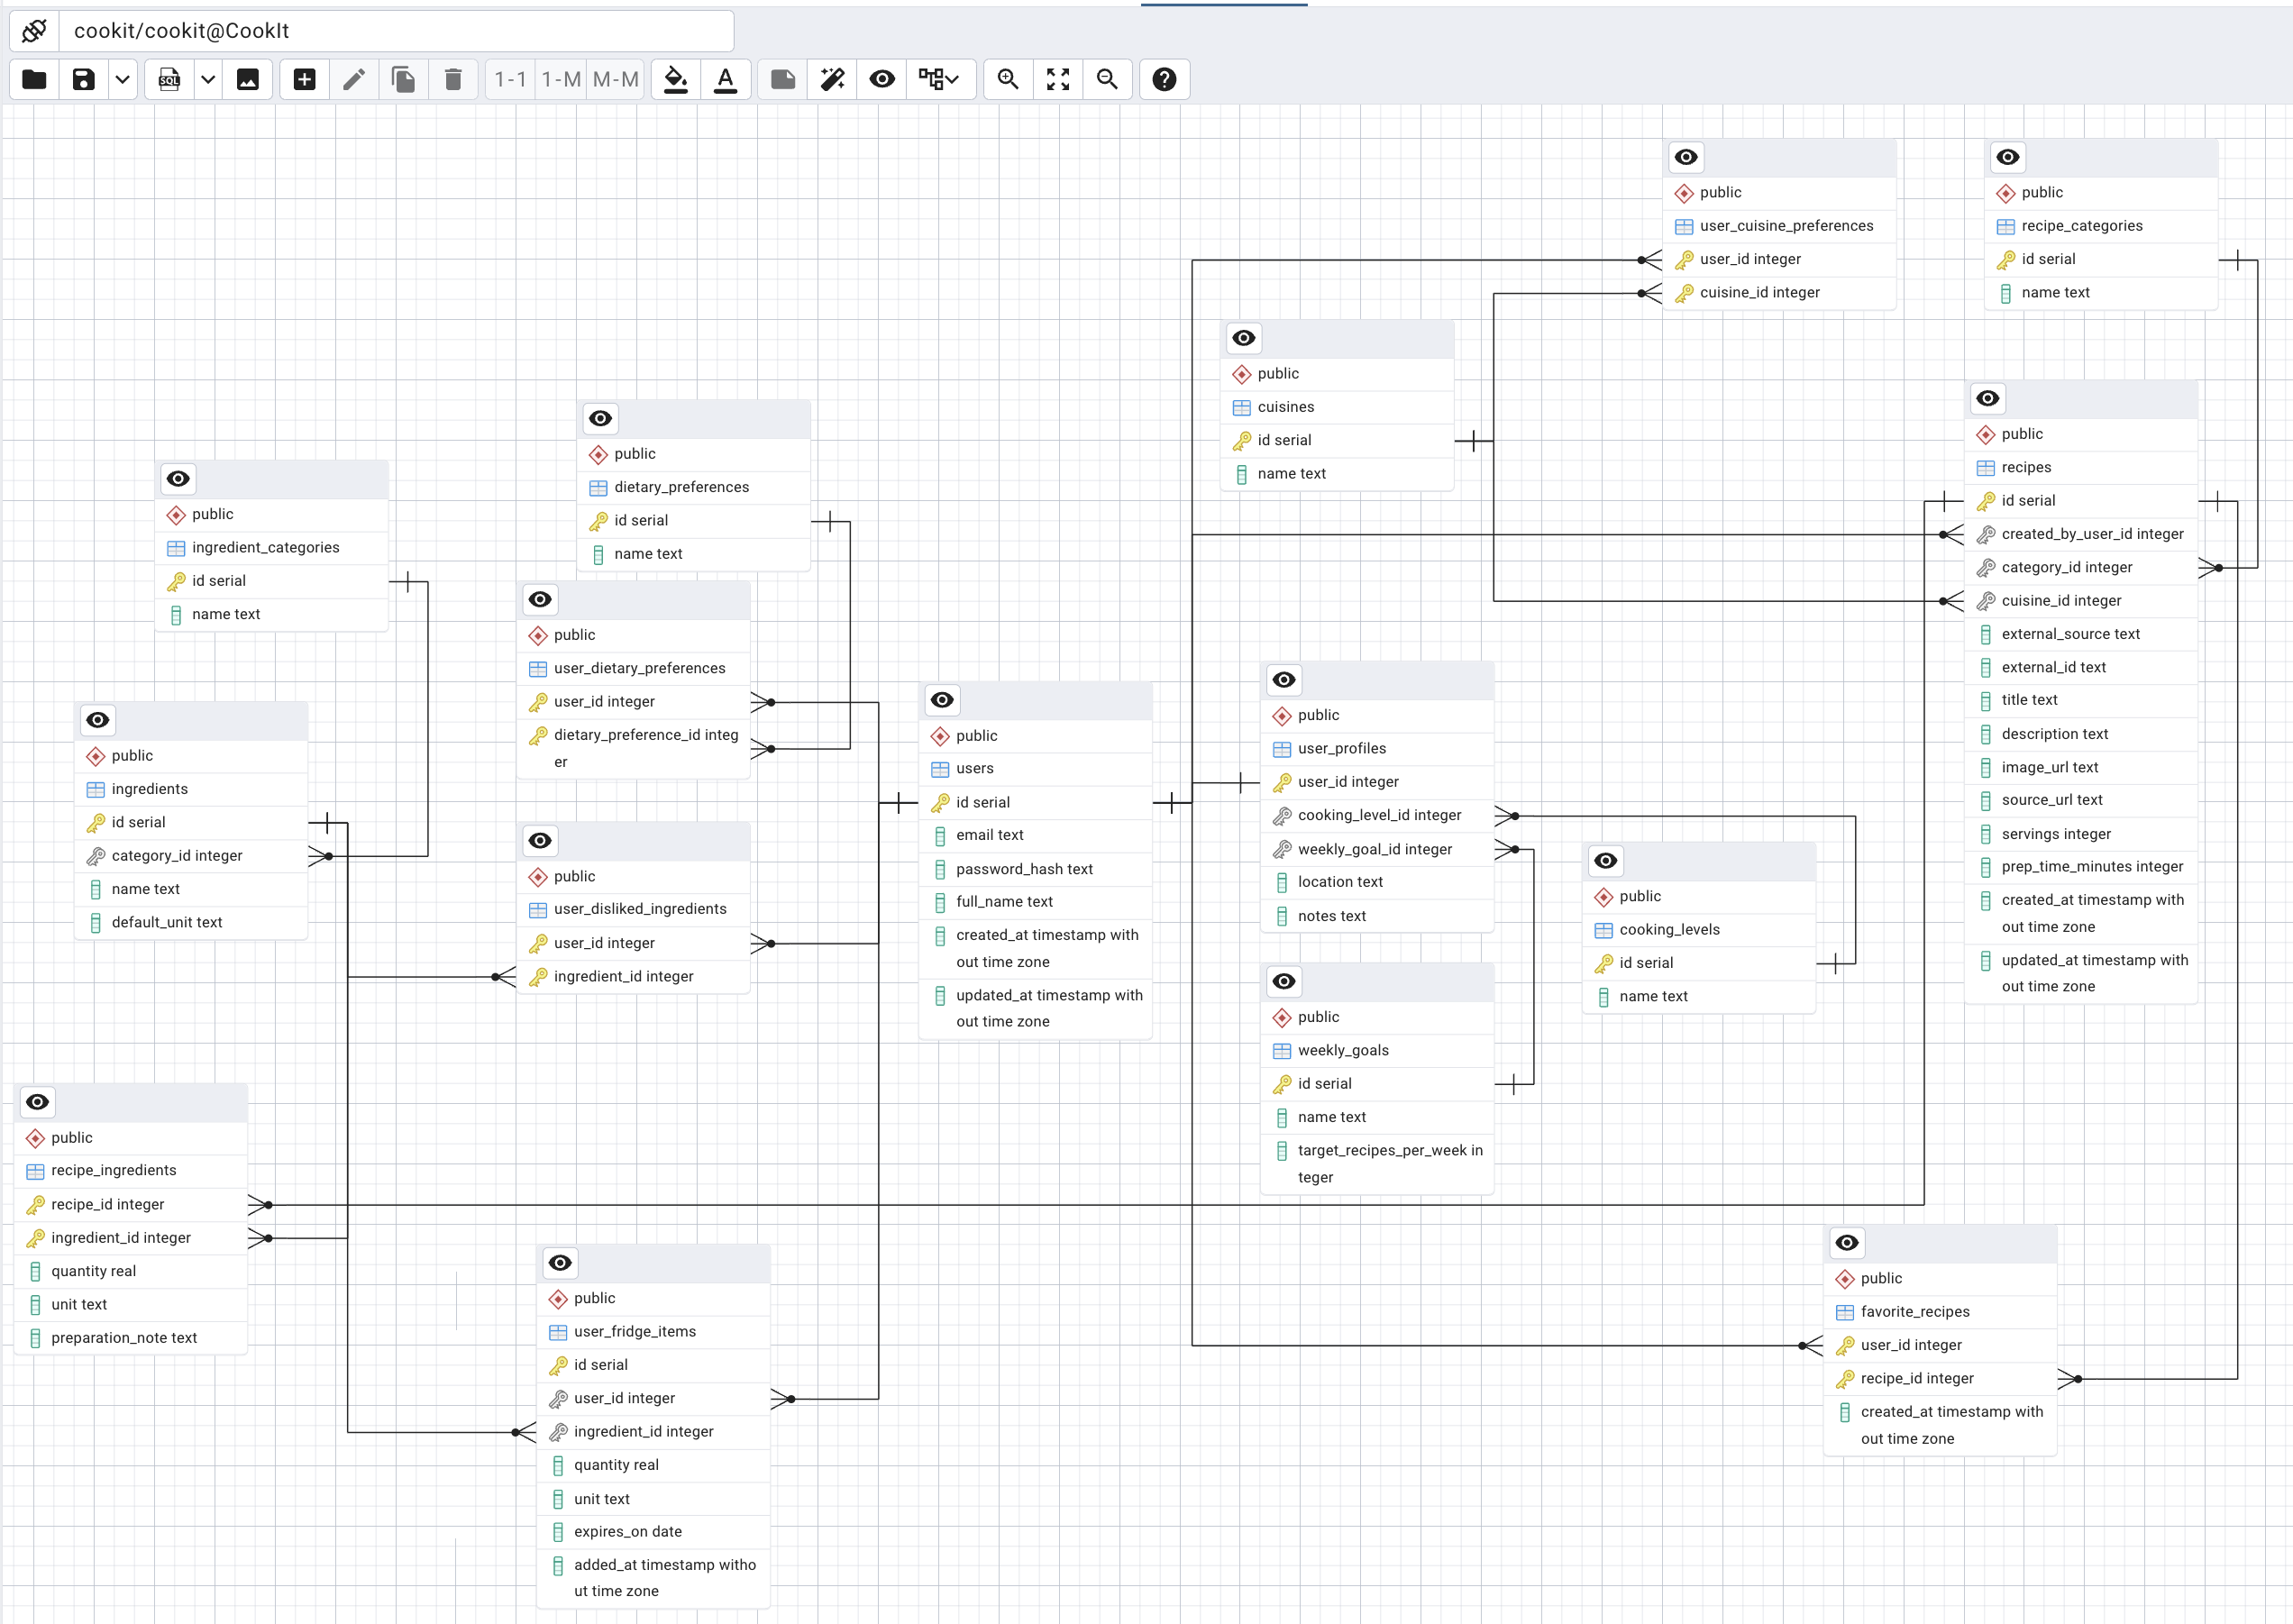 cookit/cookit@CookIt
SQL
1-1
1-M
M-M
A
public
user_cuisine_preferences
user_id integer
cuisine_id integer
public
recipe_categories
id serial
name text
public
cuisines
id serial
name text
public
recipes
id serial
created_by_user_id integer
category_id integer
cuisine_id integer
external_source text
external_id text
title text
description text
image_url text
source_url text
servings integer
prep_time_minutes integer
created_at timestamp with
out time zone
updated_at timestamp with
out time zone
public
dietary_preferences
id serial
name text
public
ingredient_categories
id serial
name text
public
user_dietary_preferences
user_id integer
dietary_preference_id integ
er
public
ingredients
id serial
category_id integer
name text
default_unit text
public
user_disliked_ingredients
user_id integer
ingredient_id integer
public
users
id serial
email text
password_hash text
full_name text
created_at timestamp with
out time zone
updated_at timestamp with
out time zone
public
user_profiles
user_id integer
cooking_level_id integer
weekly_goal_id integer
location text
notes text
public
cooking_levels
id serial
name text
public
weekly_goals
id serial
name text
target_recipes_per_week in
teger
public
recipe_ingredients
recipe_id integer
ingredient_id integer
quantity real
unit text
preparation_note text
public
user_fridge_items
id serial
user_id integer
ingredient_id integer
quantity real
unit text
expires_on date
added_at timestamp witho
ut time zone
public
favorite_recipes
user_id integer
recipe_id integer
created_at timestamp with
out time zone